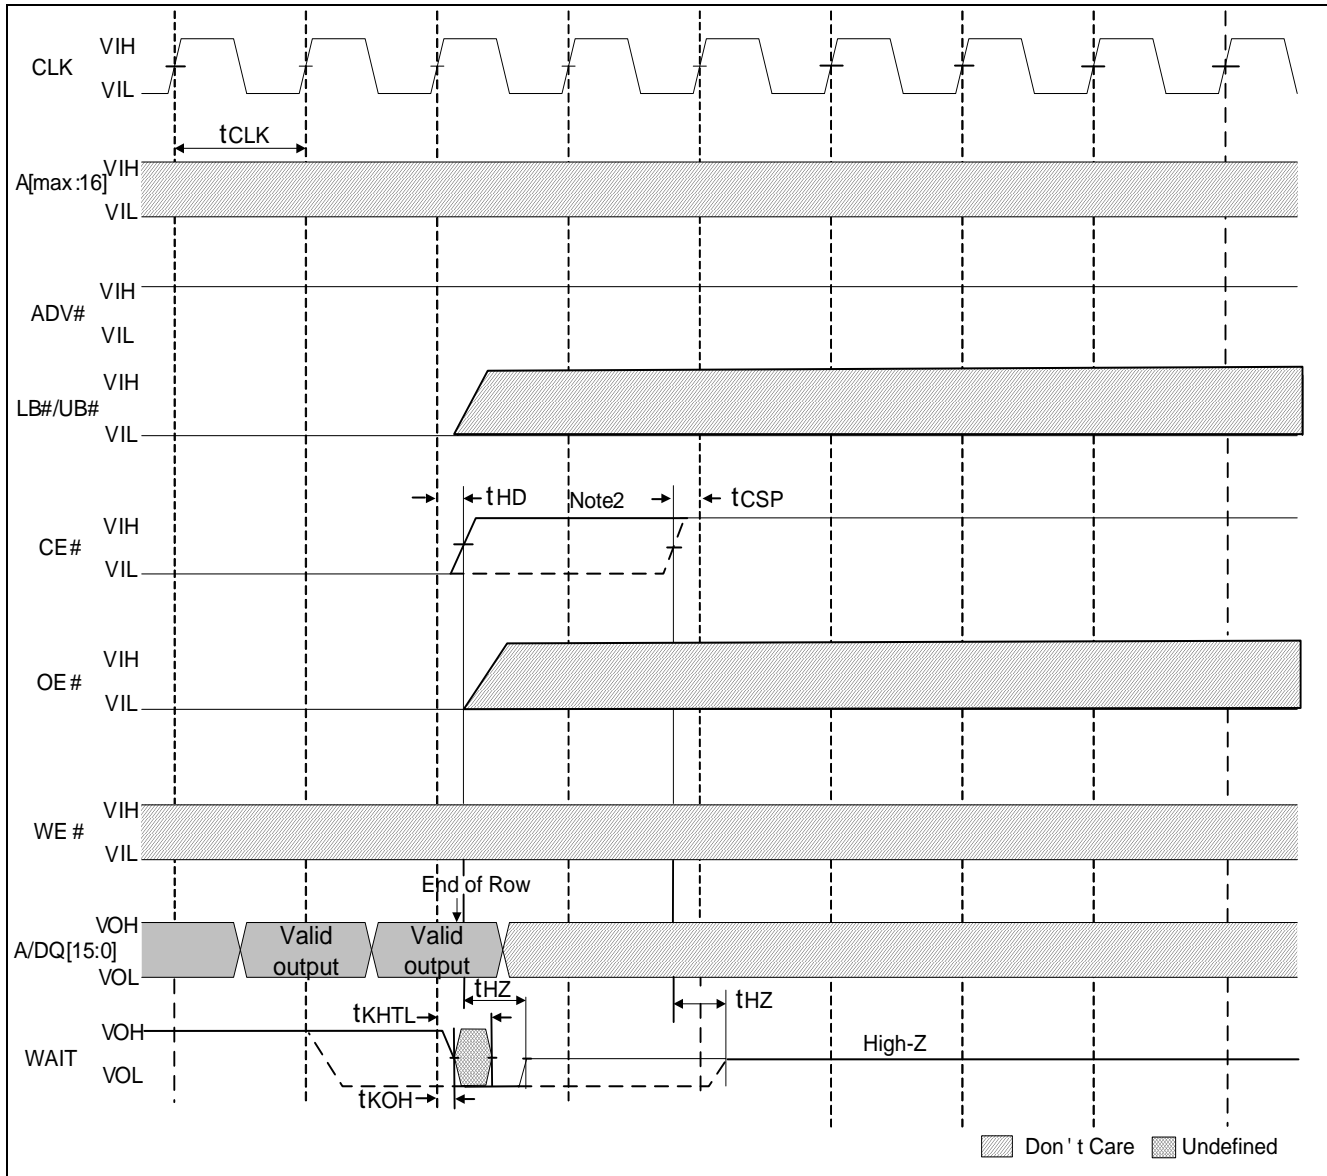 VIH
CLK
VIL
tCLK
VIH
A[max:16]
VIL
VIH
ADV#
VIL
VIH
LB#/UB#
VIL
tHD
Note2
tCSP
VIH
CE#
VIL
VIH
OE#
VIL
VIH
WE#
VIL
End of Row
VOH
A/DQ[15:0]
VOL
Valid output
Valid output
tHZ
tHZ
tKHTL
VOH
WAIT
VOL
High-Z
tKOH
Don't Care
Undefined